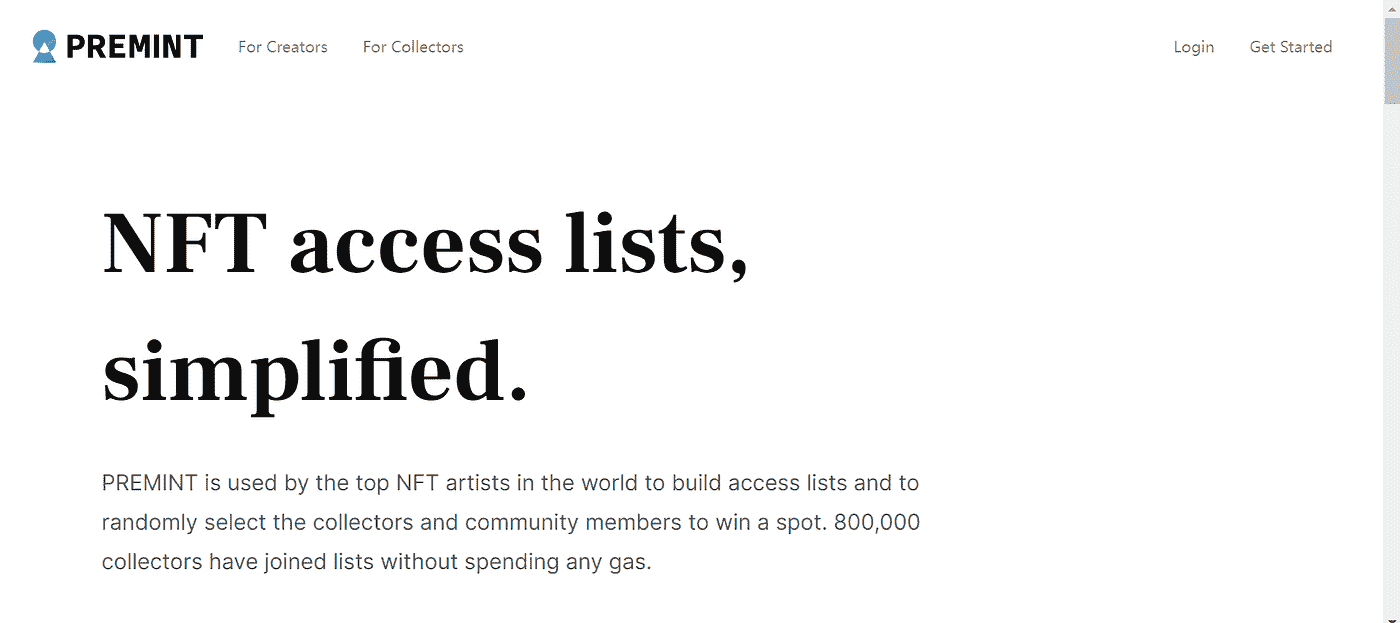 PREMINT For Creators For Collectors Login Get Started
NFT access lists,
simplified.
PREMINT is used by the top NFT artists in the world to build access lists and to
randomly select the collectors and community members to win a spot. 800,000
collectors have joined lists without spending any gas.